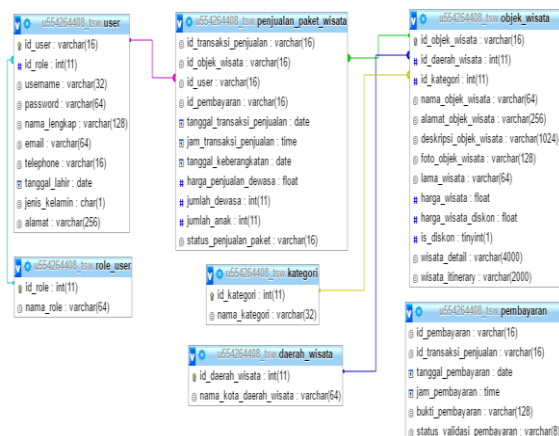 u554264408_tsw.user
id_user : varchar(16)
id_role : int(11)
username : varchar(32)
password : varchar(64)
nama_lengkap : varchar(128)
email : varchar(64)
telephone : varchar(16)
tanggal_lahir : date
jenis_kelamin : char(1)
alamat : varchar(256)
u554264408_tsw.role_user
id_role : int(11)
nama_role : varchar(64)
u554264408_tsw.penjualan_paket_wisata
id_transaksi_penjualan : varchar(16)
id_objek_wisata : varchar(16)
id_user : varchar(16)
id_pembayaran : varchar(16)
tanggal_transaksi_penjualan : date
jam_transaksi_penjualan : time
tanggal_keberangkatan : date
harga_penjualan_dewasa : float
jumlah_dewasa : int(11)
jumlah_anak : int(11)
status_penjualan_paket : varchar(16)
u554264408_tsw.kategori
id_kategori : int(11)
nama_kategori : varchar(32)
u554264408_tsw.daerah_wisata
id_daerah_wisata : int(11)
nama_kota_daerah_wisata : varchar(64)
u554264408_tsw.objek_wisata
id_objek_wisata : varchar(16)
id_daerah_wisata : int(11)
id_kategori : int(11)
nama_objek_wisata : varchar(64)
alamat_objek_wisata : varchar(256)
deskripsi_objek_wisata : varchar(1024)
foto_objek_wisata : varchar(128)
lama_wisata : varchar(64)
harga_wisata : float
harga_wisata_diskon : float
is_diskon : tinyint(1)
wisata_detail : varchar(4000)
wisata_itinerary : varchar(2000)
u554264408_tsw.pembayaran
id_pembayaran : varchar(16)
id_transaksi_penjualan : varchar(16)
tanggal_pembayaran : date
jam_pembayaran : time
bukti_pembayaran : varchar(128)
status_validasi_pembayaran : varchar(8